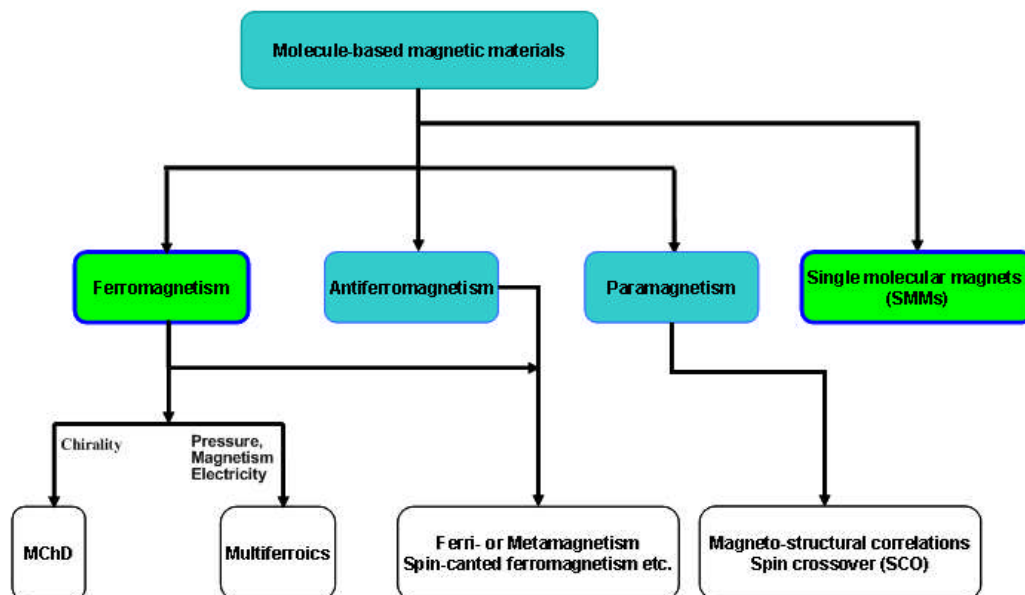 Molecule-based magnetic materials
Ferromagnetism
Antiferromagnetism
Paramagnetism
Single molecular magnets
(SMMs)
Chirality
Pressure,
Magnetism
Electricity
MChD
Multiferroics
Ferri- or Metamagnetism
Spin-canted ferromagnetism etc.
Magneto-structural correlations
Spin crossover (SCO)